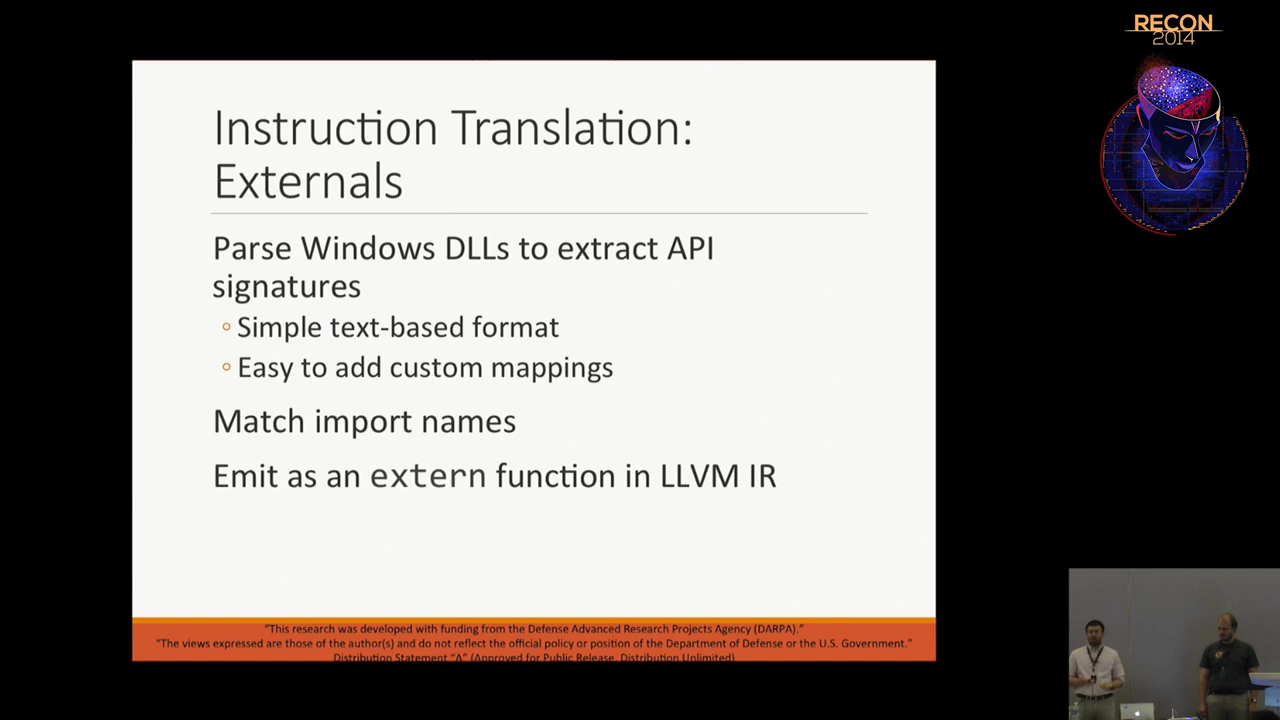 RECON
2014
Instruction Translation:
Externals
Parse Windows DLLs to extract API
signatures
◦ Simple text-based format
◦ Easy to add custom mappings
Match import names
Emit as an extern function in LLVM IR
"This research was developed with funding from the Defense Advanced Research Projects Agency (DARPA)."
"The views expressed are those of the author(s) and do not reflect the official policy or position of the Department of Defense or the U.S. Government."
Distribution Statement "A" (Approved for Public Release, Distribution Unlimited)